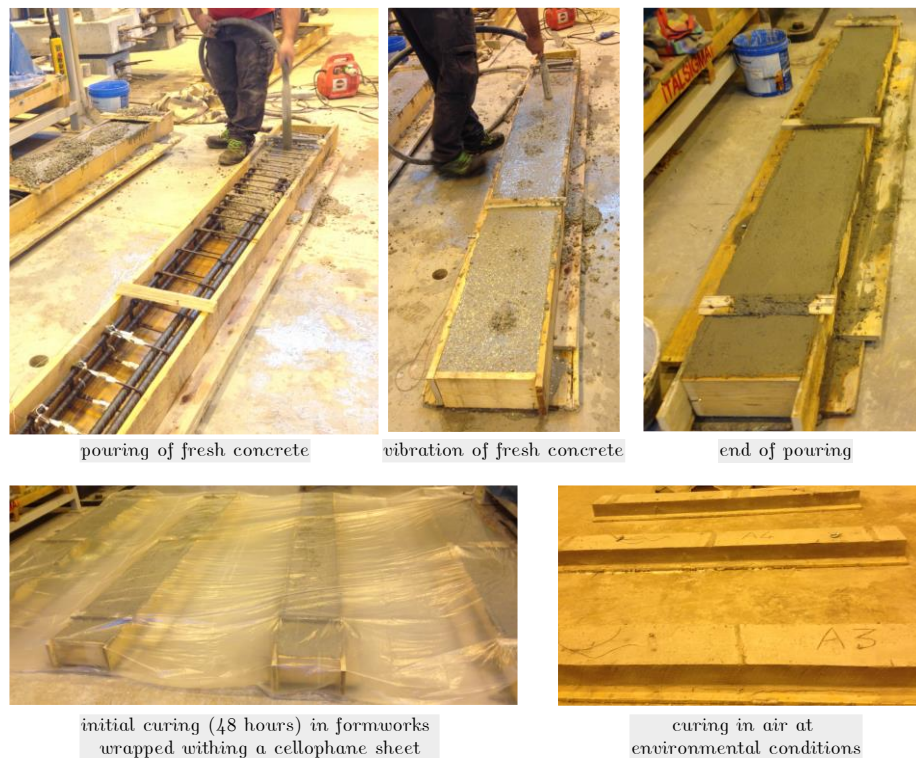 ITALSIGMA
pouring of fresh concrete
vibration of fresh concrete
end of pouring
A4
A3
initial curing (48 hours) in formworks
wrapped withing a cellophane sheet
curing in air at
environmental conditions